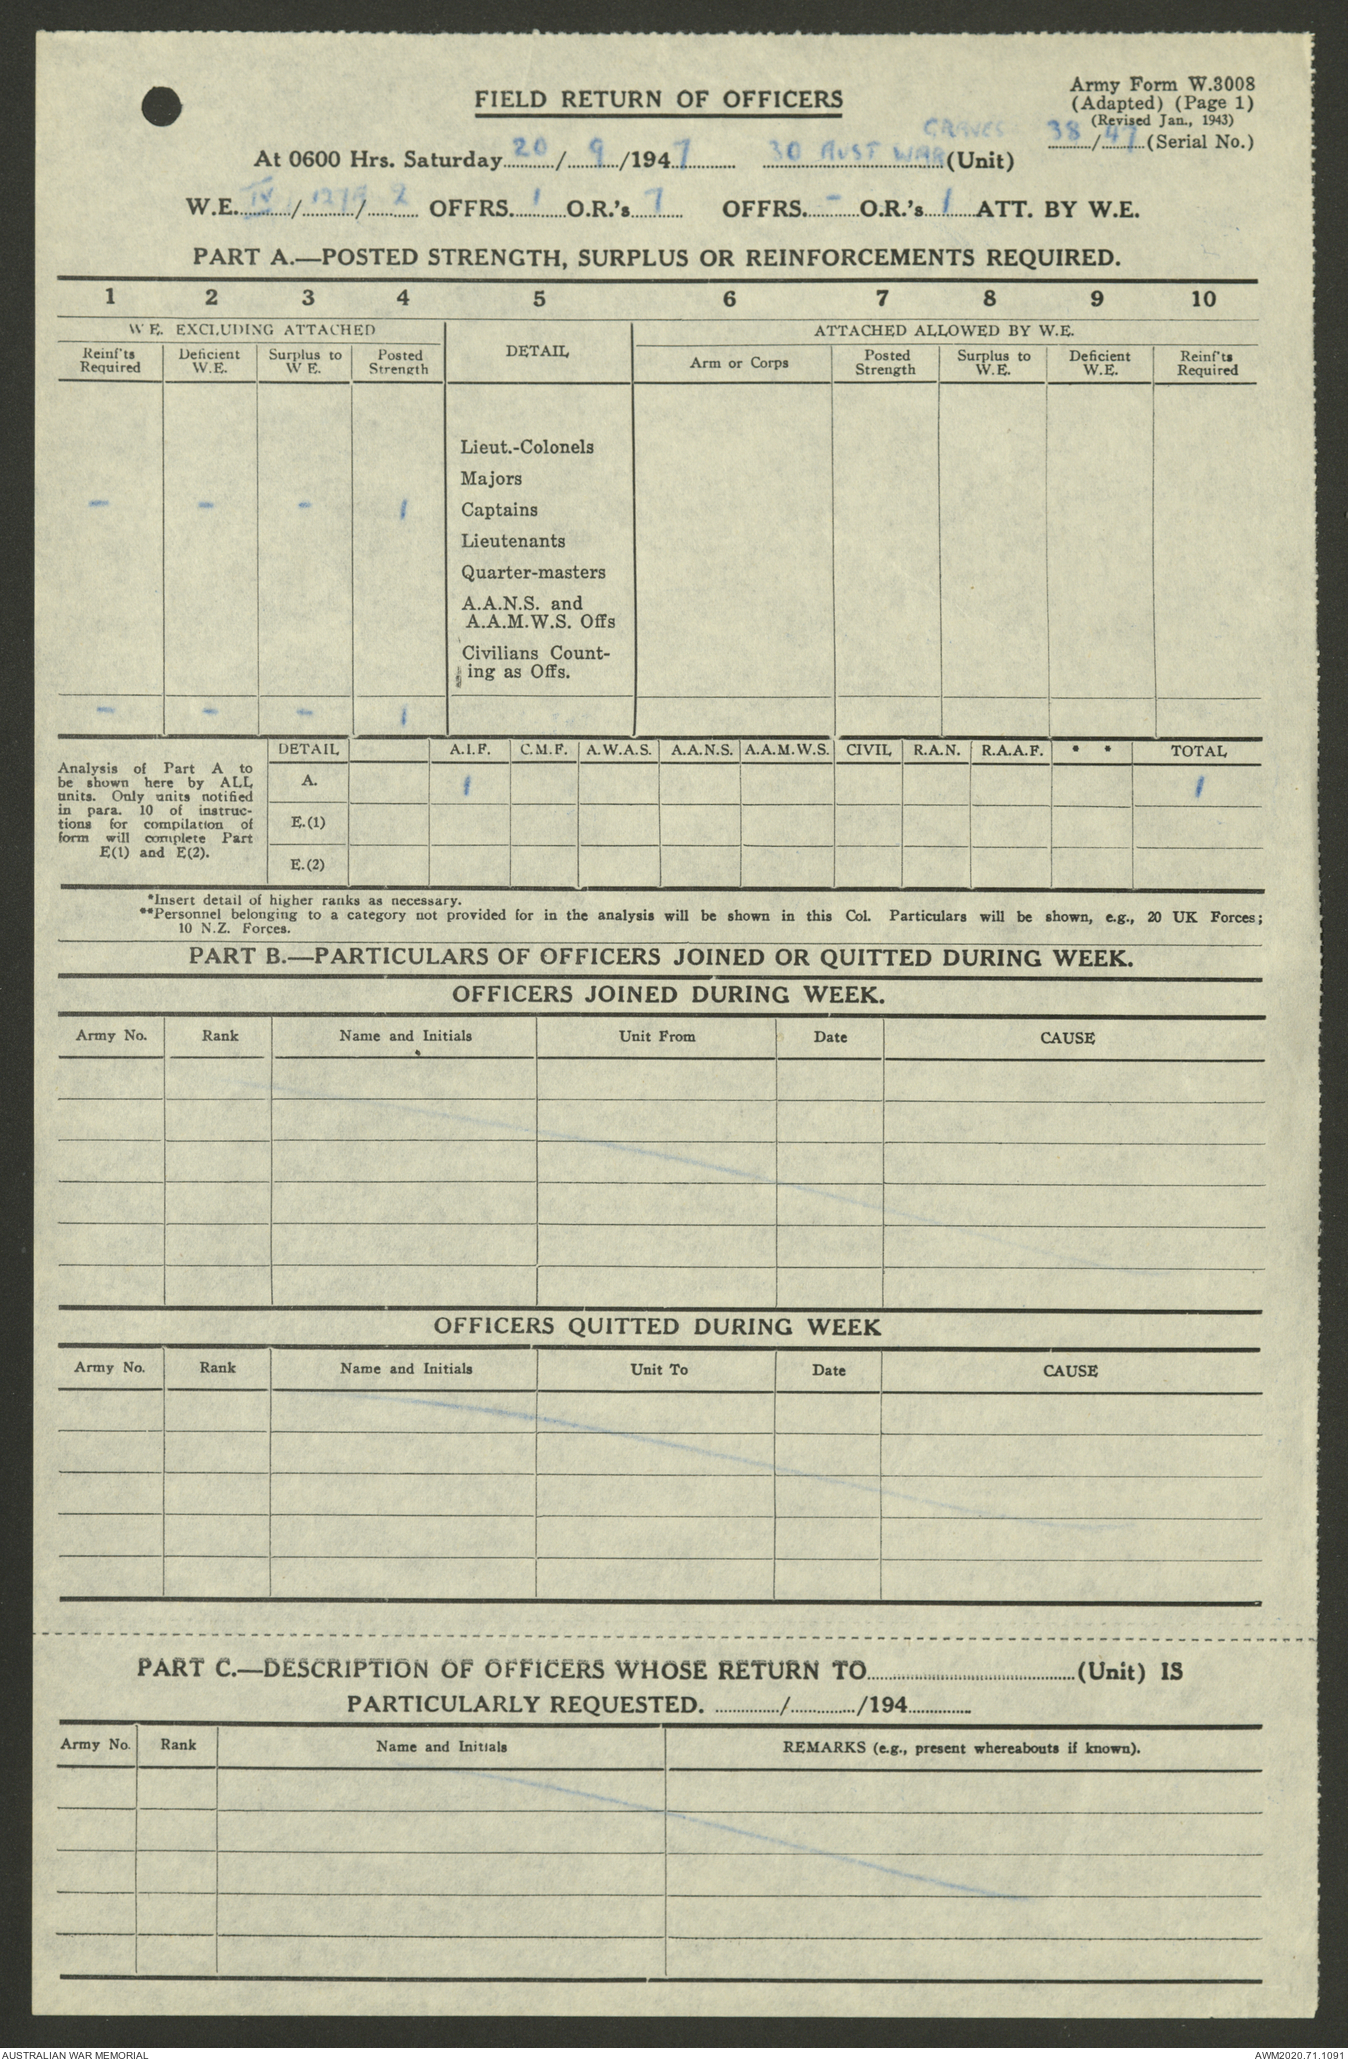 Army Form W.3008
FIELD RETURN OF OFFICERS
(Adapted) (Page 1)
(Revised Jan., 1943)
GRAVES 38/47 (Serial No.)
At 0600 Hrs. Saturday 20/9/1947 30 AUST WAR (Unit)
W.E. IV/127/2 OFFRS. 1 O.R.'s 7 OFFRS. - O.R.'s 1 ATT. BY W.E.
PART A.—POSTED STRENGTH, SURPLUS OR REINFORCEMENTS REQUIRED.
1 2 3 4 5 6 7 8 9 10
W E. EXCLUDING ATTACHED DETAIL ATTACHED ALLOWED BY W.E.
Reinf'ts Required Deficient W.E. Surplus to W E. Posted Strength Arm or Corps Posted Strength Surplus to W.E. Deficient W.E. Reinf'ts Required
Lieut.-Colonels
Majors
- - - 1 Captains
Lieutenants
Quarter-masters
A.A.N.S. and
A.A.M.W.S. Offs
Civilians Count-
ing as Offs.
- - - 1
DETAIL A.I.F. C.M.F. A.W.A.S. A.A.N.S. A.A.M.W.S. CIVIL R.A.N. R.A.A.F. * * TOTAL
Analysis of Part A to
be shown here by ALL
units. Only units notified
in para. 10 of instruc-
tions for compilation of
form will complete Part
E(1) and E(2).
A. 1 1
E.(1)
E.(2)
*Insert detail of higher ranks as necessary.
**Personnel belonging to a category not provided for in the analysis will be shown in this Col. Particulars will be shown, e.g., 20 UK Forces;
10 N.Z. Forces.
PART B.—PARTICULARS OF OFFICERS JOINED OR QUITTED DURING WEEK.
OFFICERS JOINED DURING WEEK.
Army No. Rank Name and Initials Unit From Date CAUSE
OFFICERS QUITTED DURING WEEK
Army No. Rank Name and Initials Unit To Date CAUSE
PART C.—DESCRIPTION OF OFFICERS WHOSE RETURN TO (Unit) IS
PARTICULARLY REQUESTED. / /194
Army No. Rank Name and Initials REMARKS (e.g., present whereabouts if known).
AUSTRALIAN WAR MEMORIAL AWM2020.71.1091